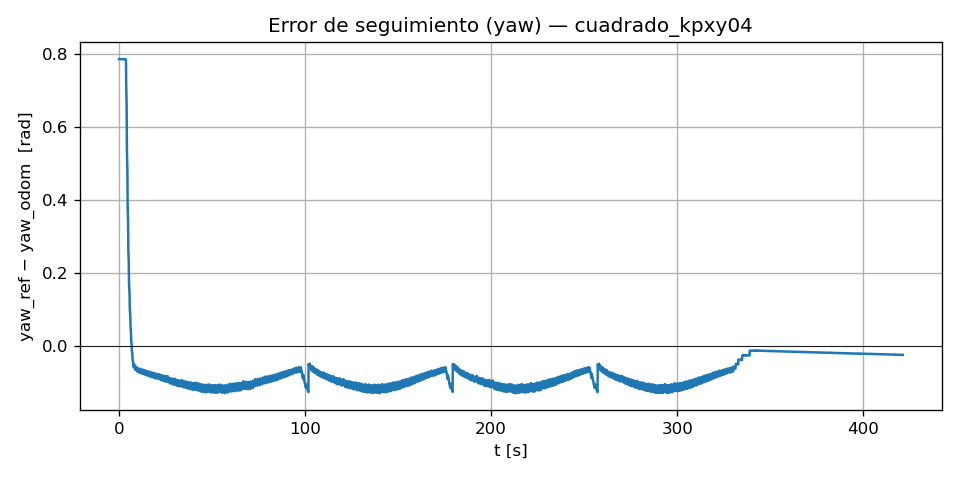 Error de seguimiento (yaw) — cuadrado_kpxy04
yaw_ref − yaw_odom [rad]
0.8
0.6
0.4
0.2
0.0
0 100 200 300 400
t [s]